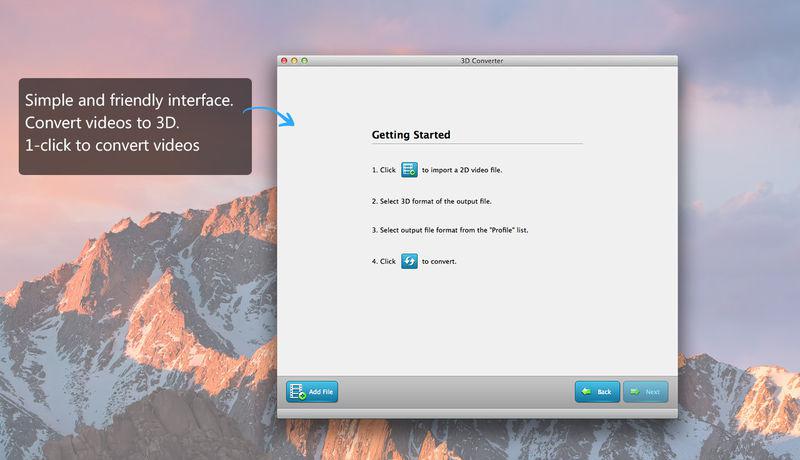 3D Converter
Simple and friendly interface.
Convert videos to 3D.
1-click to convert videos
Getting Started
1. Click to import a 2D video file.
2. Select 3D format of the output file.
3. Select output file format from the "Profile" list.
4. Click to convert.
Add File
Back
Next